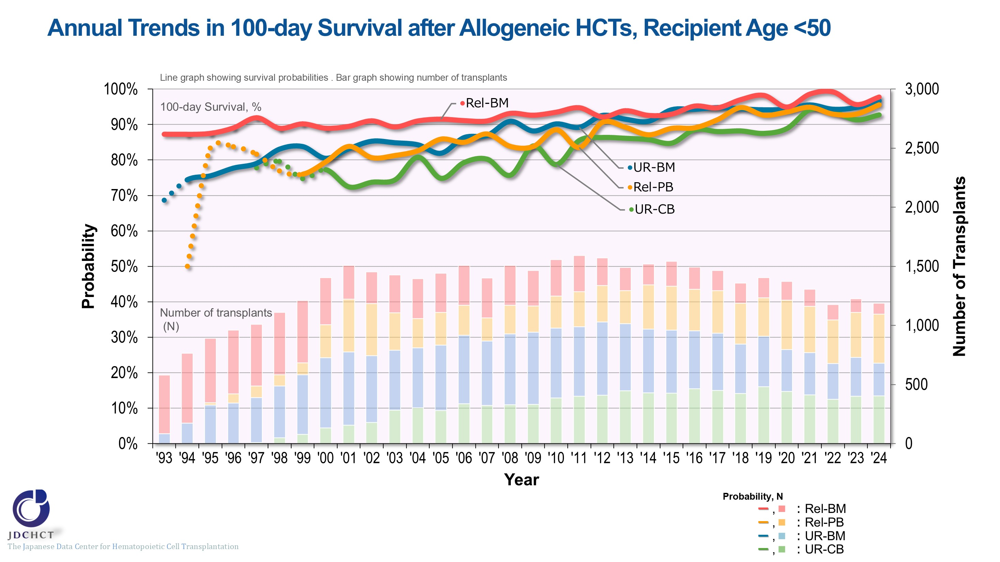 Annual Trends in 100-day Survival after Allogeneic HCTs, Recipient Age <50
Line graph showing survival probabilities . Bar graph showing number of transplants
100%
90%
80%
70%
60%
50%
40%
30%
20%
10%
0%
Probability
100-day Survival, %
Rel-BM
UR-BM
Rel-PB
UR-CB
Number of transplants
(N)
3,000
2,500
2,000
1,500
1,000
500
0
Number of Transplants
'93 '94 '95 '96 '97 '98 '99 '00 '01 '02 '03 '04 '05 '06 '07 '08 '09 '10 '11 '12 '13 '14 '15 '16 '17 '18 '19 '20 '21 '22 '23 '24
Year
Probability, N
, : Rel-BM
, : Rel-PB
, : UR-BM
, : UR-CB
JDCHCT
The Japanese Data Center for Hematopoietic Cell Transplantation